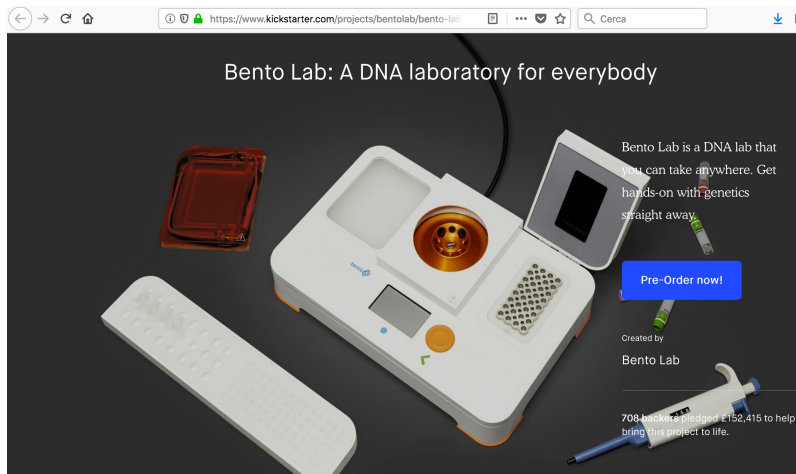 https://www.kickstarter.com/projects/bentolab/bento-lab
Cerca
Bento Lab: A DNA laboratory for everybody
Bento Lab is a DNA lab that
you can take anywhere. Get
hands-on with genetics
straight away.
bento
Pre-Order now!
Created by
Bento Lab
708 backers pledged £152,415 to help
bring this project to life.